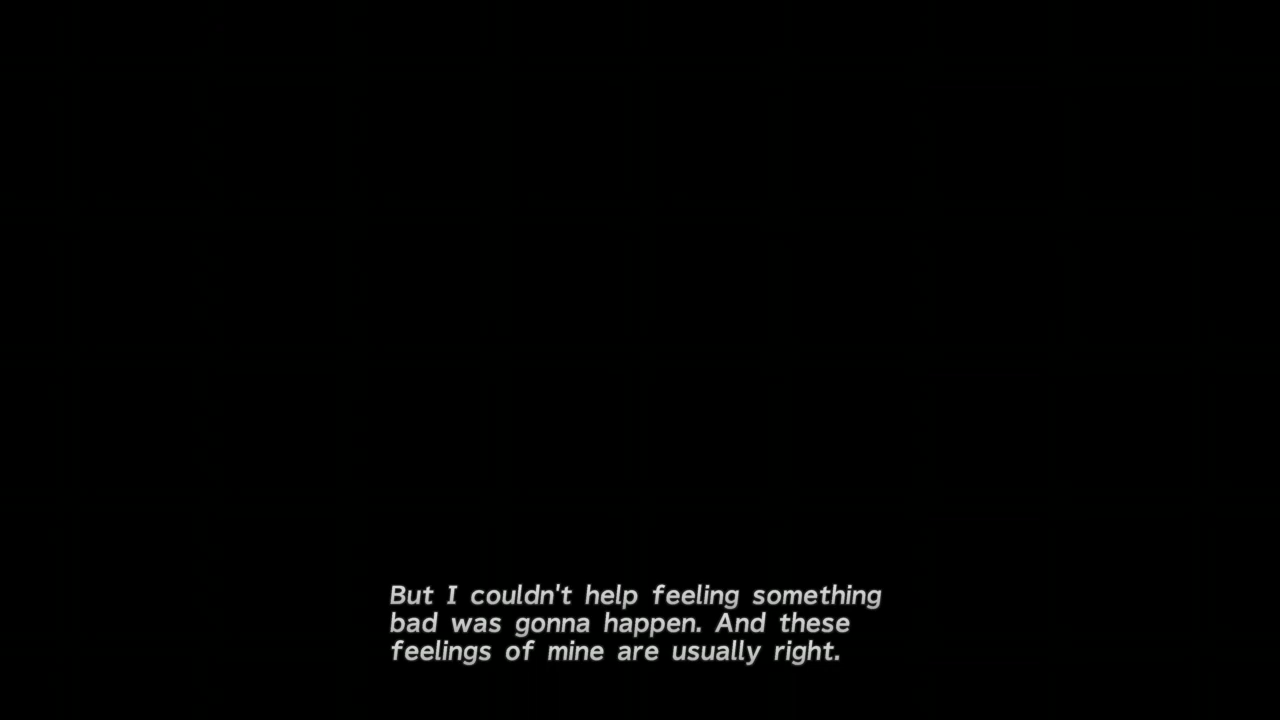 But I couldn't help feeling something
bad was gonna happen. And these
feelings of mine are usually right.